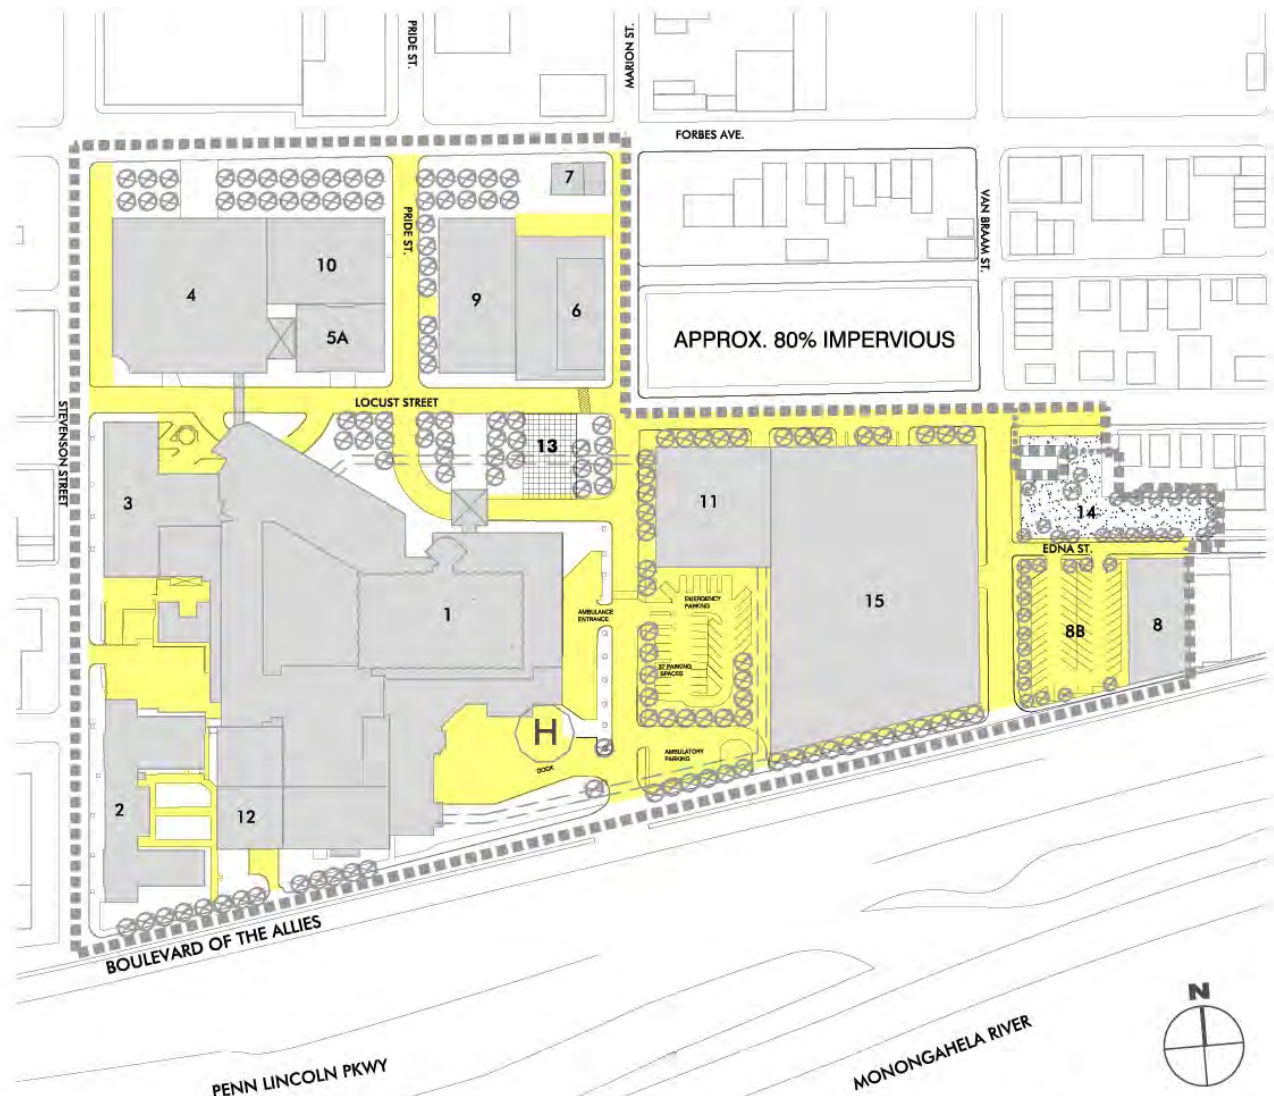 PRIDE ST.
MARION ST.
FORBES AVE.
7
PRIDE ST.
VAN BRAAM ST.
10
4
9
6
5A
APPROX. 80% IMPERVIOUS
LOCUST STREET
STEVENSON STREET
13
3
11
14
EDNA ST.
EMERGENCY
PARKING
15
AMBULANCE
ENTRANCE
1
8B
8
37 PARKING
SPACES
H
DOCK
AMBULATORY
PARKING
2
12
BOULEVARD OF THE ALLIES
N
PENN LINCOLN PKWY
MONONGAHELA RIVER